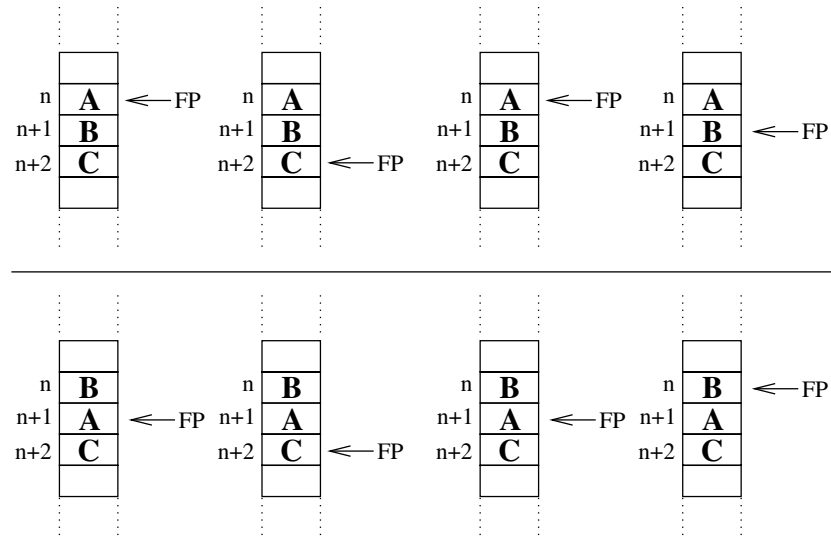 n A FP n A n A FP n A
n+1 B n+1 B n+1 B n+1 B FP
n+2 C n+2 C FP n+2 C n+2 C
n B n B n B n B FP
n+1 A FP n+1 A n+1 A FP n+1 A
n+2 C n+2 C FP n+2 C n+2 C